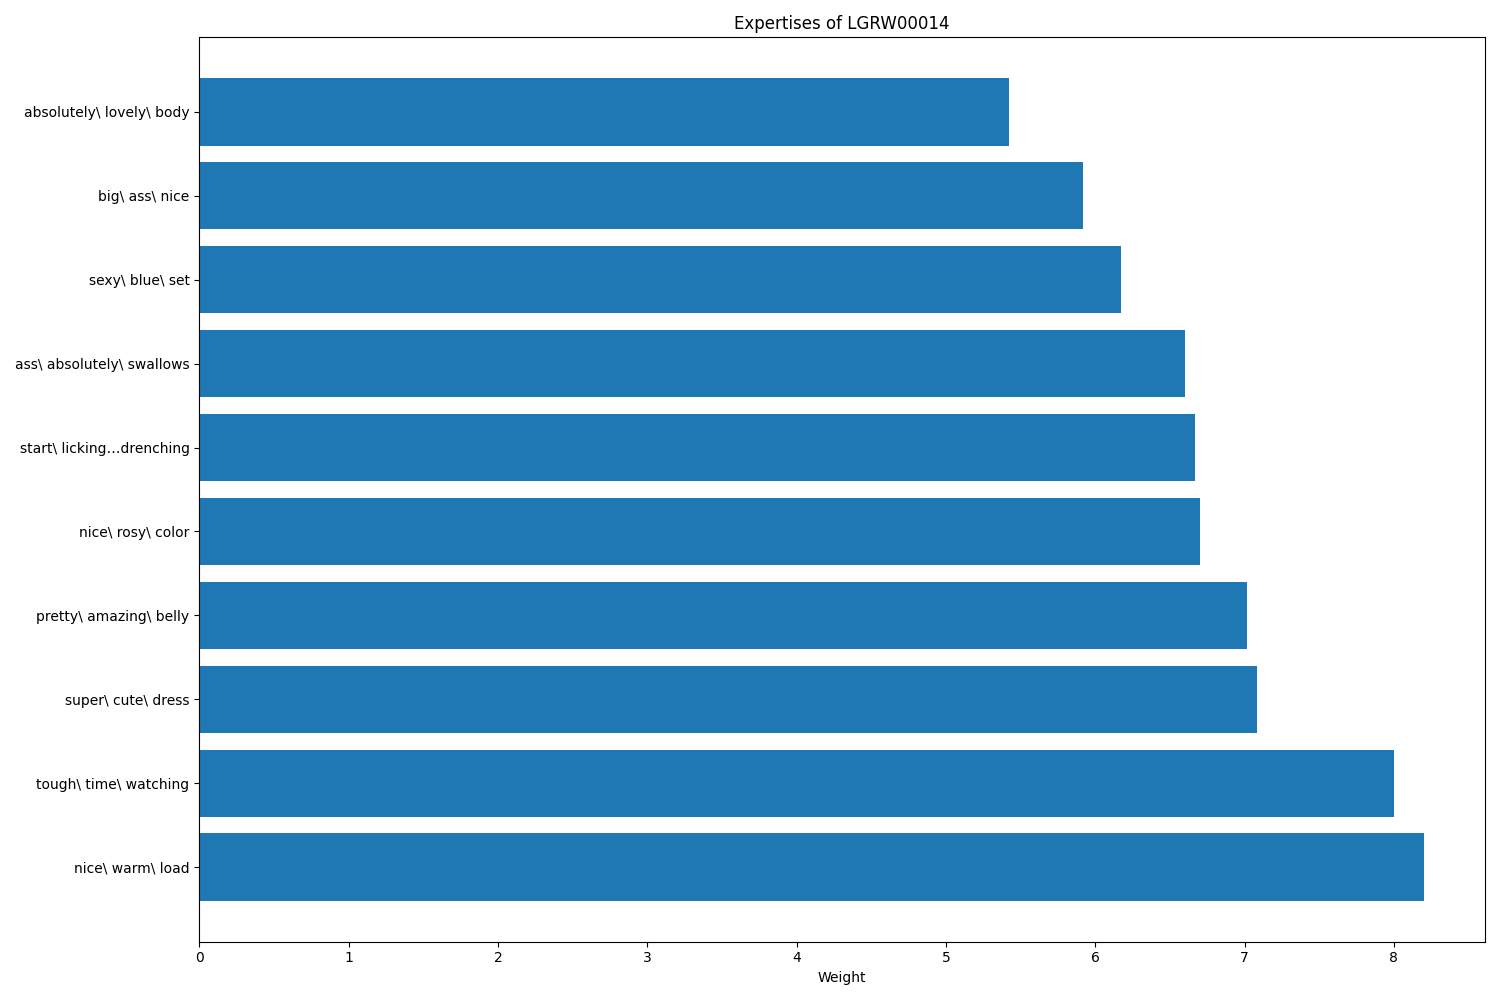 Expertises of LGRW00014
absolutely\ lovely\ body
big\ ass\ nice
sexy\ blue\ set
ass\ absolutely\ swallows
start\ licking...drenching
nice\ rosy\ color
pretty\ amazing\ belly
super\ cute\ dress
tough\ time\ watching
nice\ warm\ load
0 1 2 3 4 5 6 7 8
Weight